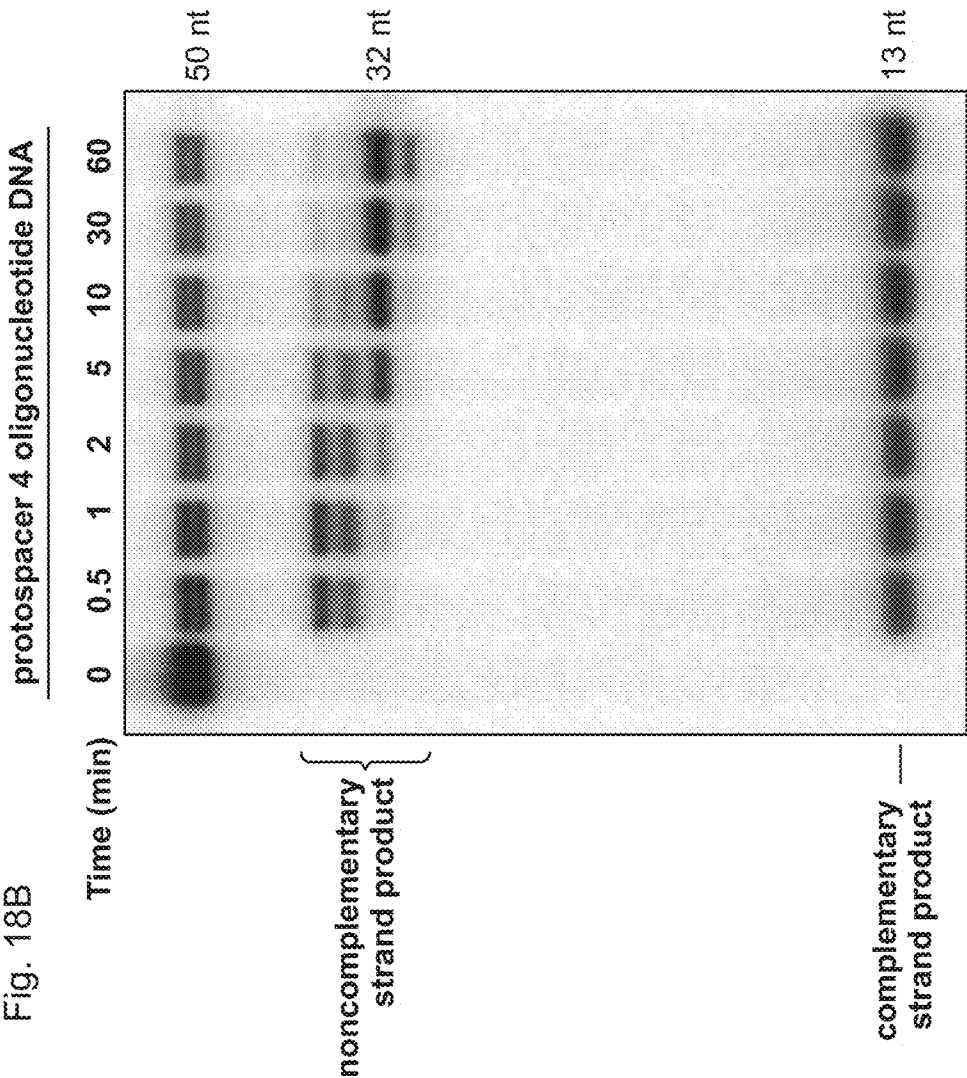 Fig. 18B
protospacer 4 oligonucleotide DNA
Time (min) 0 0.5 1 2 5 10 30 60
50 nt
noncomplementary
strand product
32 nt
complementary
strand product
13 nt